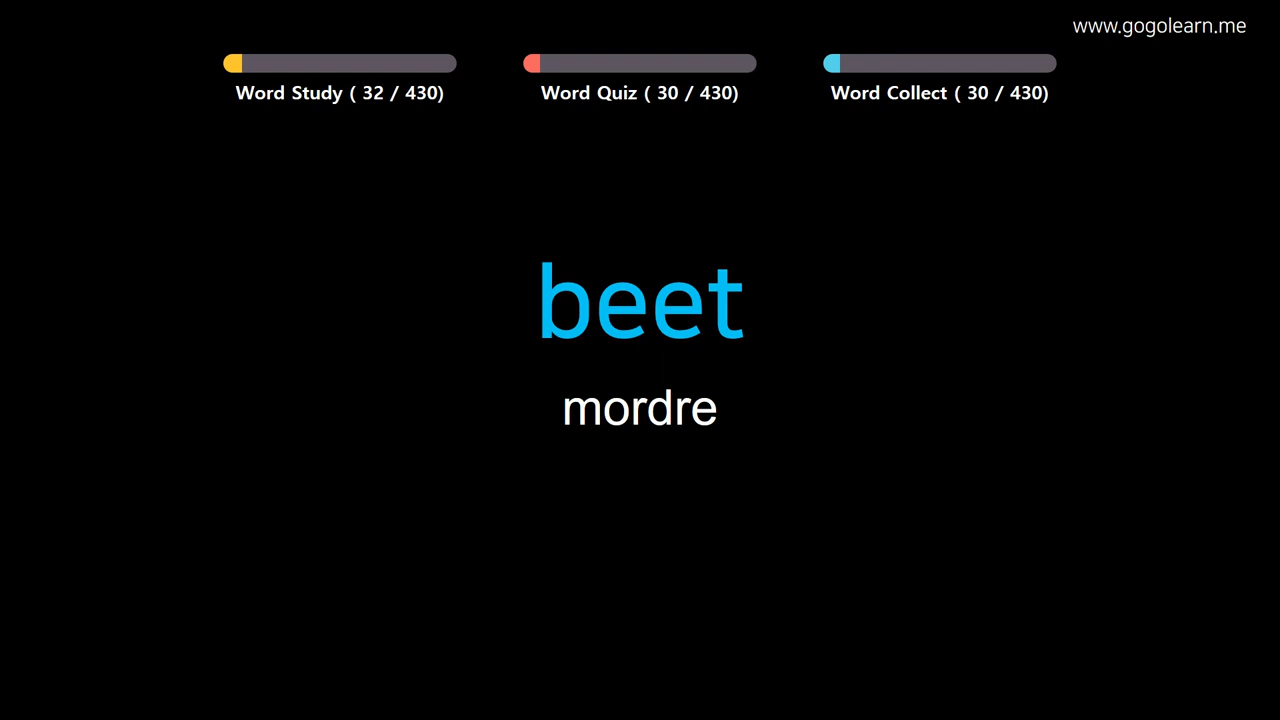 www.gogolearn.me
Word Study ( 32 / 430)
Word Quiz ( 30 / 430)
Word Collect ( 30 / 430)
beet
mordre